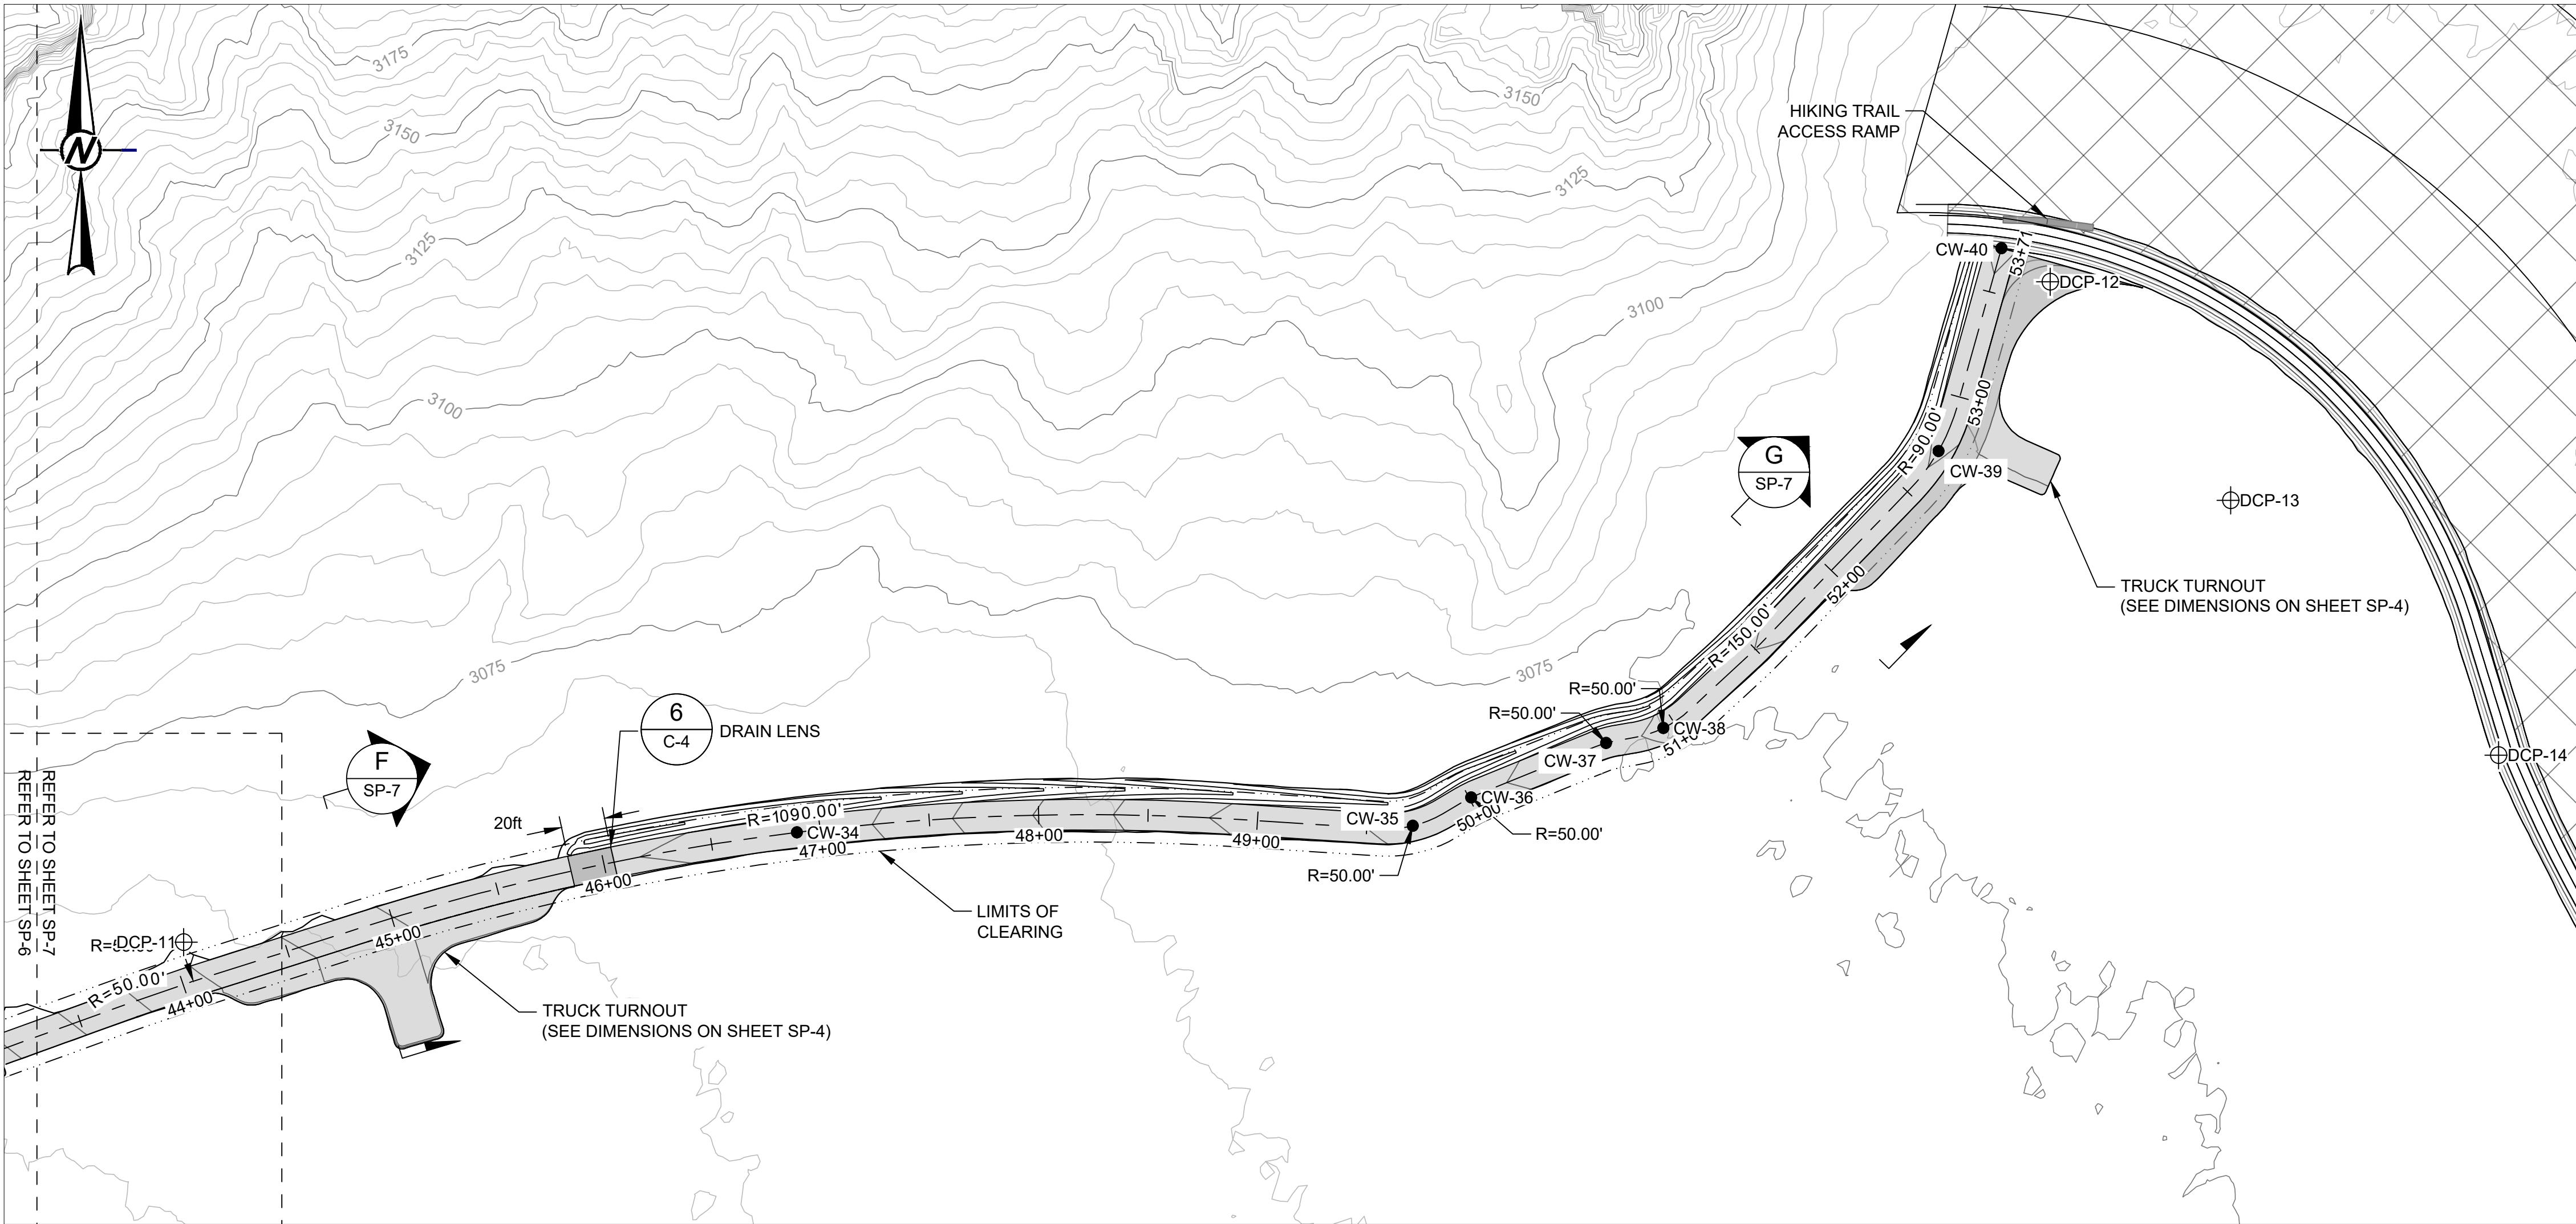 3175
3150
3150
N
HIKING TRAIL
ACCESS RAMP
3125
3125
CW-40
53+71
DCP-12
3100
3100
53+00
R=90.00'
G
SP-7
CW-39
DCP-13
TRUCK TURNOUT
(SEE DIMENSIONS ON SHEET SP-4)
52+00
R=150.00'
3075
3075
R=50.00'
R=50.00'
6
C-4
DRAIN LENS
CW-38
51+
CW-37
DCP-14
F
SP-7
REFER TO SHEET SP-7
REFER TO SHEET SP-6
20ft
R=1090.00'
CW-34
CW-35
CW-36
50+00
R=50.00'
47+00
48+00
49+00
R=50.00'
46+00
LIMITS OF
CLEARING
DCP-11
45+00
R=50.00'
44+00
TRUCK TURNOUT
(SEE DIMENSIONS ON SHEET SP-4)